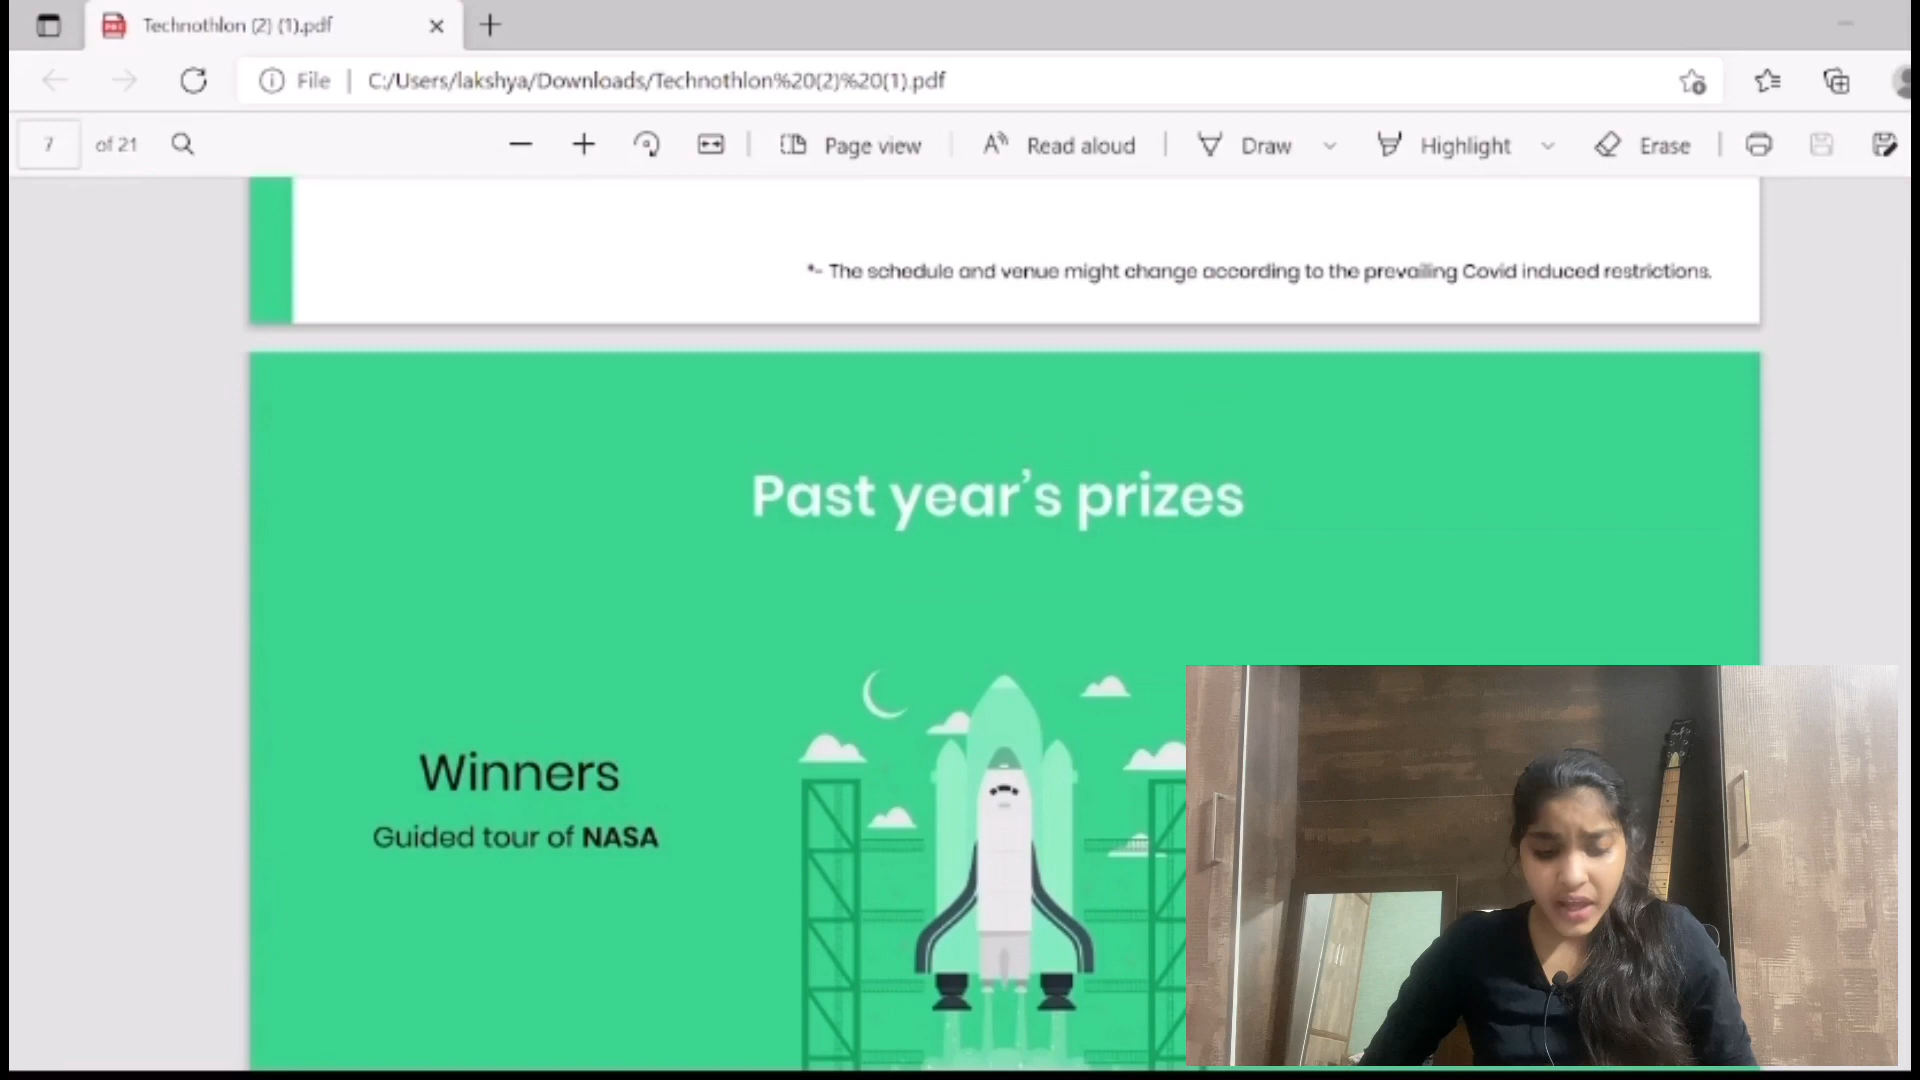 Technothlon (2) (1).pdf
File
C:/Users/lakshya/Downloads/Technothlon%20(2)%20(1).pdf
7 of 21
Page view
Read aloud
Draw
Highlight
Erase
*- The schedule and venue might change according to the prevailing Covid induced restrictions.
Past year's prizes
Winners
Guided tour of NASA